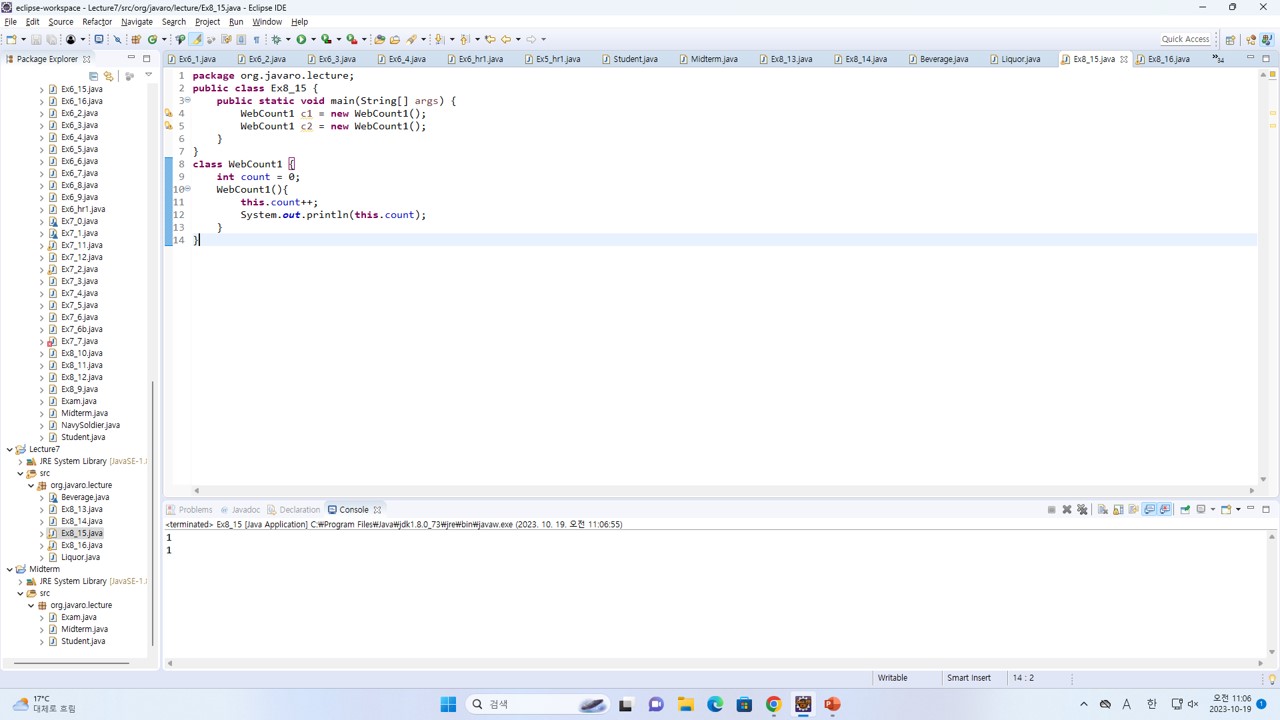 eclipse-workspace - Lecture7/src/org/javaro/lecture/Ex8_15.java - Eclipse IDE
File Edit Source Refactor Navigate Search Project Run Window Help
Quick Access
Package Explorer
Ex6_1.java Ex6_2.java Ex6_3.java Ex6_4.java Ex6_hr1.java Ex5_hr1.java Student.java Midterm.java Ex8_13.java Ex8_14.java Beverage.java Liquor.java Ex8_15.java Ex8_16.java
Ex6_15.java
Ex6_16.java
Ex6_2.java
Ex6_3.java
Ex6_4.java
Ex6_5.java
Ex6_6.java
Ex6_7.java
Ex6_8.java
Ex6_9.java
Ex6_hr1.java
Ex7_0.java
Ex7_1.java
Ex7_11.java
Ex7_12.java
Ex7_2.java
Ex7_3.java
Ex7_4.java
Ex7_5.java
Ex7_6.java
Ex7_6b.java
Ex7_7.java
Ex8_10.java
Ex8_11.java
Ex8_12.java
Ex8_9.java
Exam.java
Midterm.java
NavySoldier.java
Student.java
Lecture7
JRE System Library [JavaSE-1.8
src
org.javaro.lecture
Beverage.java
Ex8_13.java
Ex8_14.java
Ex8_15.java
Ex8_16.java
Liquor.java
Midterm
JRE System Library [JavaSE-1.8
src
org.javaro.lecture
Exam.java
Midterm.java
Student.java
1 package org.javaro.lecture;
2 public class Ex8_15 {
3 public static void main(String[] args) {
4 WebCount1 c1 = new WebCount1();
5 WebCount1 c2 = new WebCount1();
6 }
7 }
8 class WebCount1 {
9 int count = 0;
10 WebCount1(){
11 this.count++;
12 System.out.println(this.count);
13 }
14 }
Problems Javadoc Declaration Console
<terminated> Ex8_15 [Java Application] C:₩Program Files₩Java₩jdk1.8.0_73₩jre₩bin₩javaw.exe (2023. 10. 19. 오전 11:06:55)
1
1
Writable Smart Insert 14 : 2
17°C
대체로 흐림
검색
A 한
오전 11:06
2023-10-19